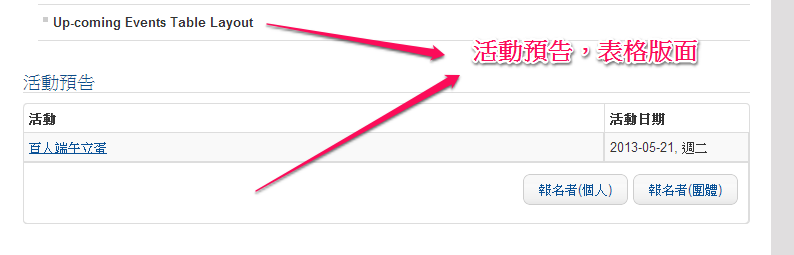 Up-coming Events Table Layout
活動預告，表格版面
活動預告
活動 活動日期
百人端午立蛋 2013-05-21, 週二
報名者(個人) 報名者(團體)